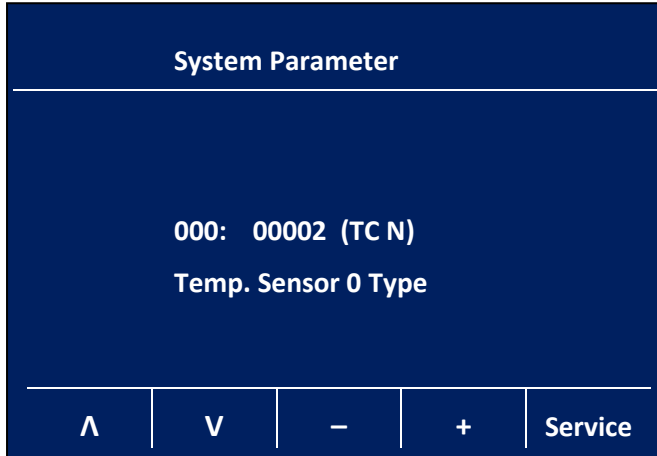 System Parameter
000: 00002 (TC N)
Temp. Sensor 0 Type
Λ V – + Service